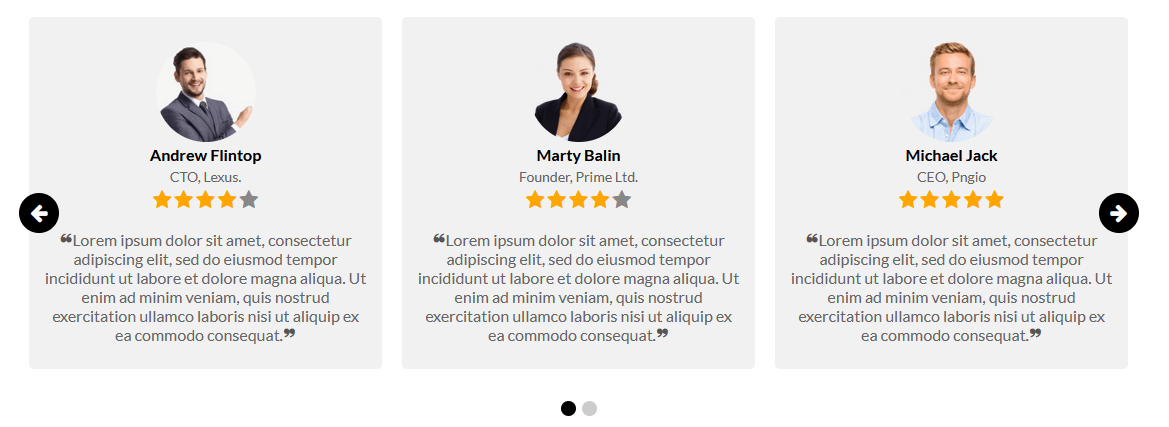 Andrew Flintop
CTO, Lexus.
❝Lorem ipsum dolor sit amet, consectetur
adipiscing elit, sed do eiusmod tempor
incididunt ut labore et dolore magna aliqua. Ut
enim ad minim veniam, quis nostrud
exercitation ullamco laboris nisi ut aliquip ex
ea commodo consequat.❞
Marty Balin
Founder, Prime Ltd.
❝Lorem ipsum dolor sit amet, consectetur
adipiscing elit, sed do eiusmod tempor
incididunt ut labore et dolore magna aliqua. Ut
enim ad minim veniam, quis nostrud
exercitation ullamco laboris nisi ut aliquip ex
ea commodo consequat.❞
Michael Jack
CEO, Pngio
❝Lorem ipsum dolor sit amet, consectetur
adipiscing elit, sed do eiusmod tempor
incididunt ut labore et dolore magna aliqua. Ut
enim ad minim veniam, quis nostrud
exercitation ullamco laboris nisi ut aliquip ex
ea commodo consequat.❞